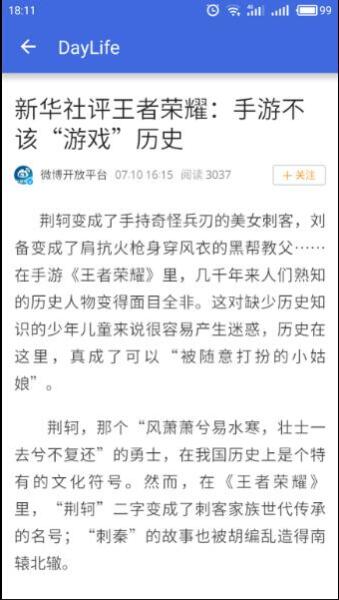 18:11
99
DayLife
新华社评王者荣耀：手游不
该“游戏”历史
微博开放平台 07.10 16:15 阅读 3037 +关注
荆轲变成了手持奇怪兵刃的美女刺客，刘
备变成了肩抗火枪身穿风衣的黑帮教父……
在手游《王者荣耀》里，几千年来人们熟知
的历史人物变得面目全非。这对缺少历史知
识的少年儿童来说很容易产生迷惑，历史在
这里，真成了可以“被随意打扮的小姑
娘”。
荆轲，那个“风萧萧兮易水寒，壮士一
去兮不复还”的勇士，在我国历史上是个特
有的文化符号。然而，在《王者荣耀》
里，“荆轲”二字变成了刺客家族世代传承
的名号；“刺秦”的故事也被胡编乱造得南
辕北辙。